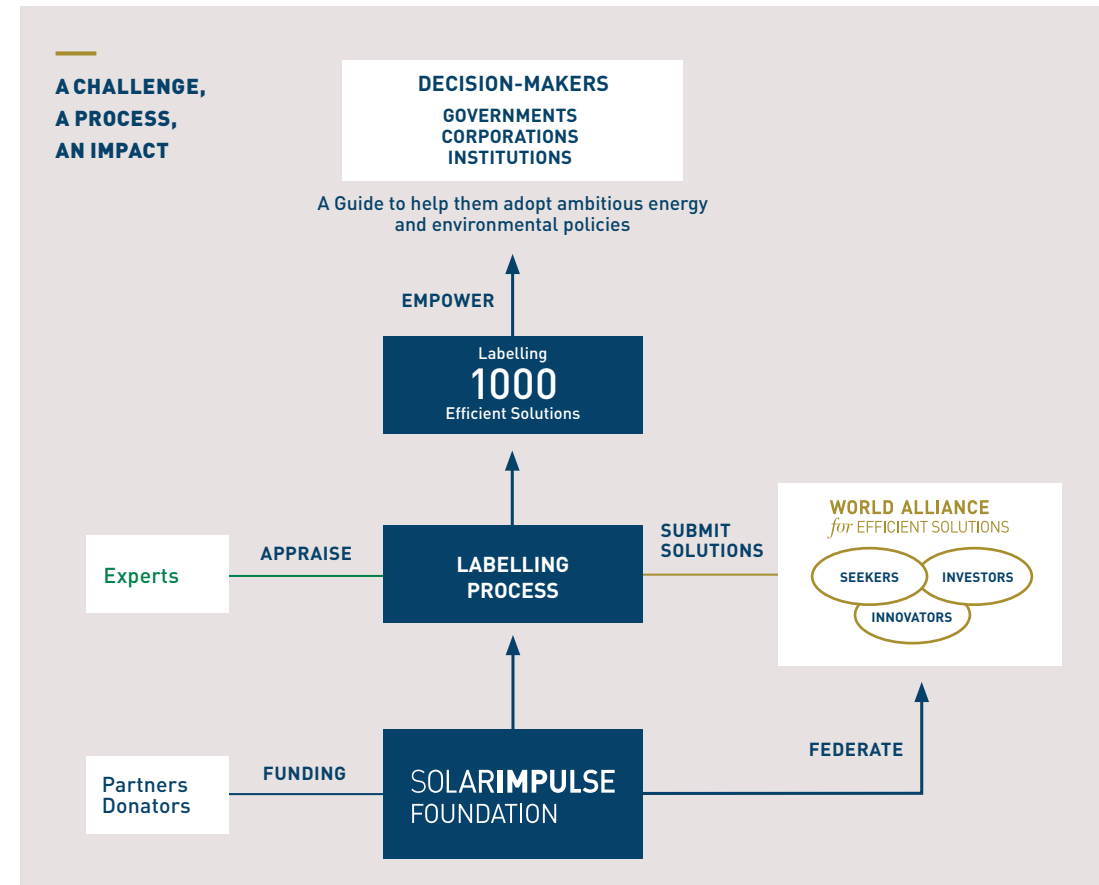 A CHALLENGE,
A PROCESS,
AN IMPACT
DECISION-MAKERS
GOVERNMENTS
CORPORATIONS
INSTITUTIONS
A Guide to help them adopt ambitious energy
and environmental policies
EMPOWER
Labelling
1000
Efficient Solutions
Experts
APPRAISE
LABELLING
PROCESS
SUBMIT
SOLUTIONS
WORLD ALLIANCE
for EFFICIENT SOLUTIONS
SEEKERS
INVESTORS
INNOVATORS
Partners
Donators
FUNDING
SOLARIMPULSE
FOUNDATION
FEDERATE